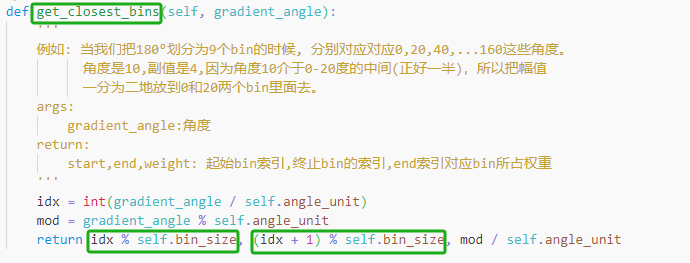 def get_closest_bins(self, gradient_angle):
'''
例如: 当我们把180°划分为9个bin的时候, 分别对应对应0,20,40,...160这些角度。
角度是10,副值是4,因为角度10介于0-20度的中间(正好一半), 所以把幅值
一分为二地放到0和20两个bin里面去。
args:
gradient_angle:角度
return:
start,end,weight: 起始bin索引,终止bin的索引,end索引对应bin所占权重
'''
idx = int(gradient_angle / self.angle_unit)
mod = gradient_angle % self.angle_unit
return idx % self.bin_size, (idx + 1) % self.bin_size, mod / self.angle_unit